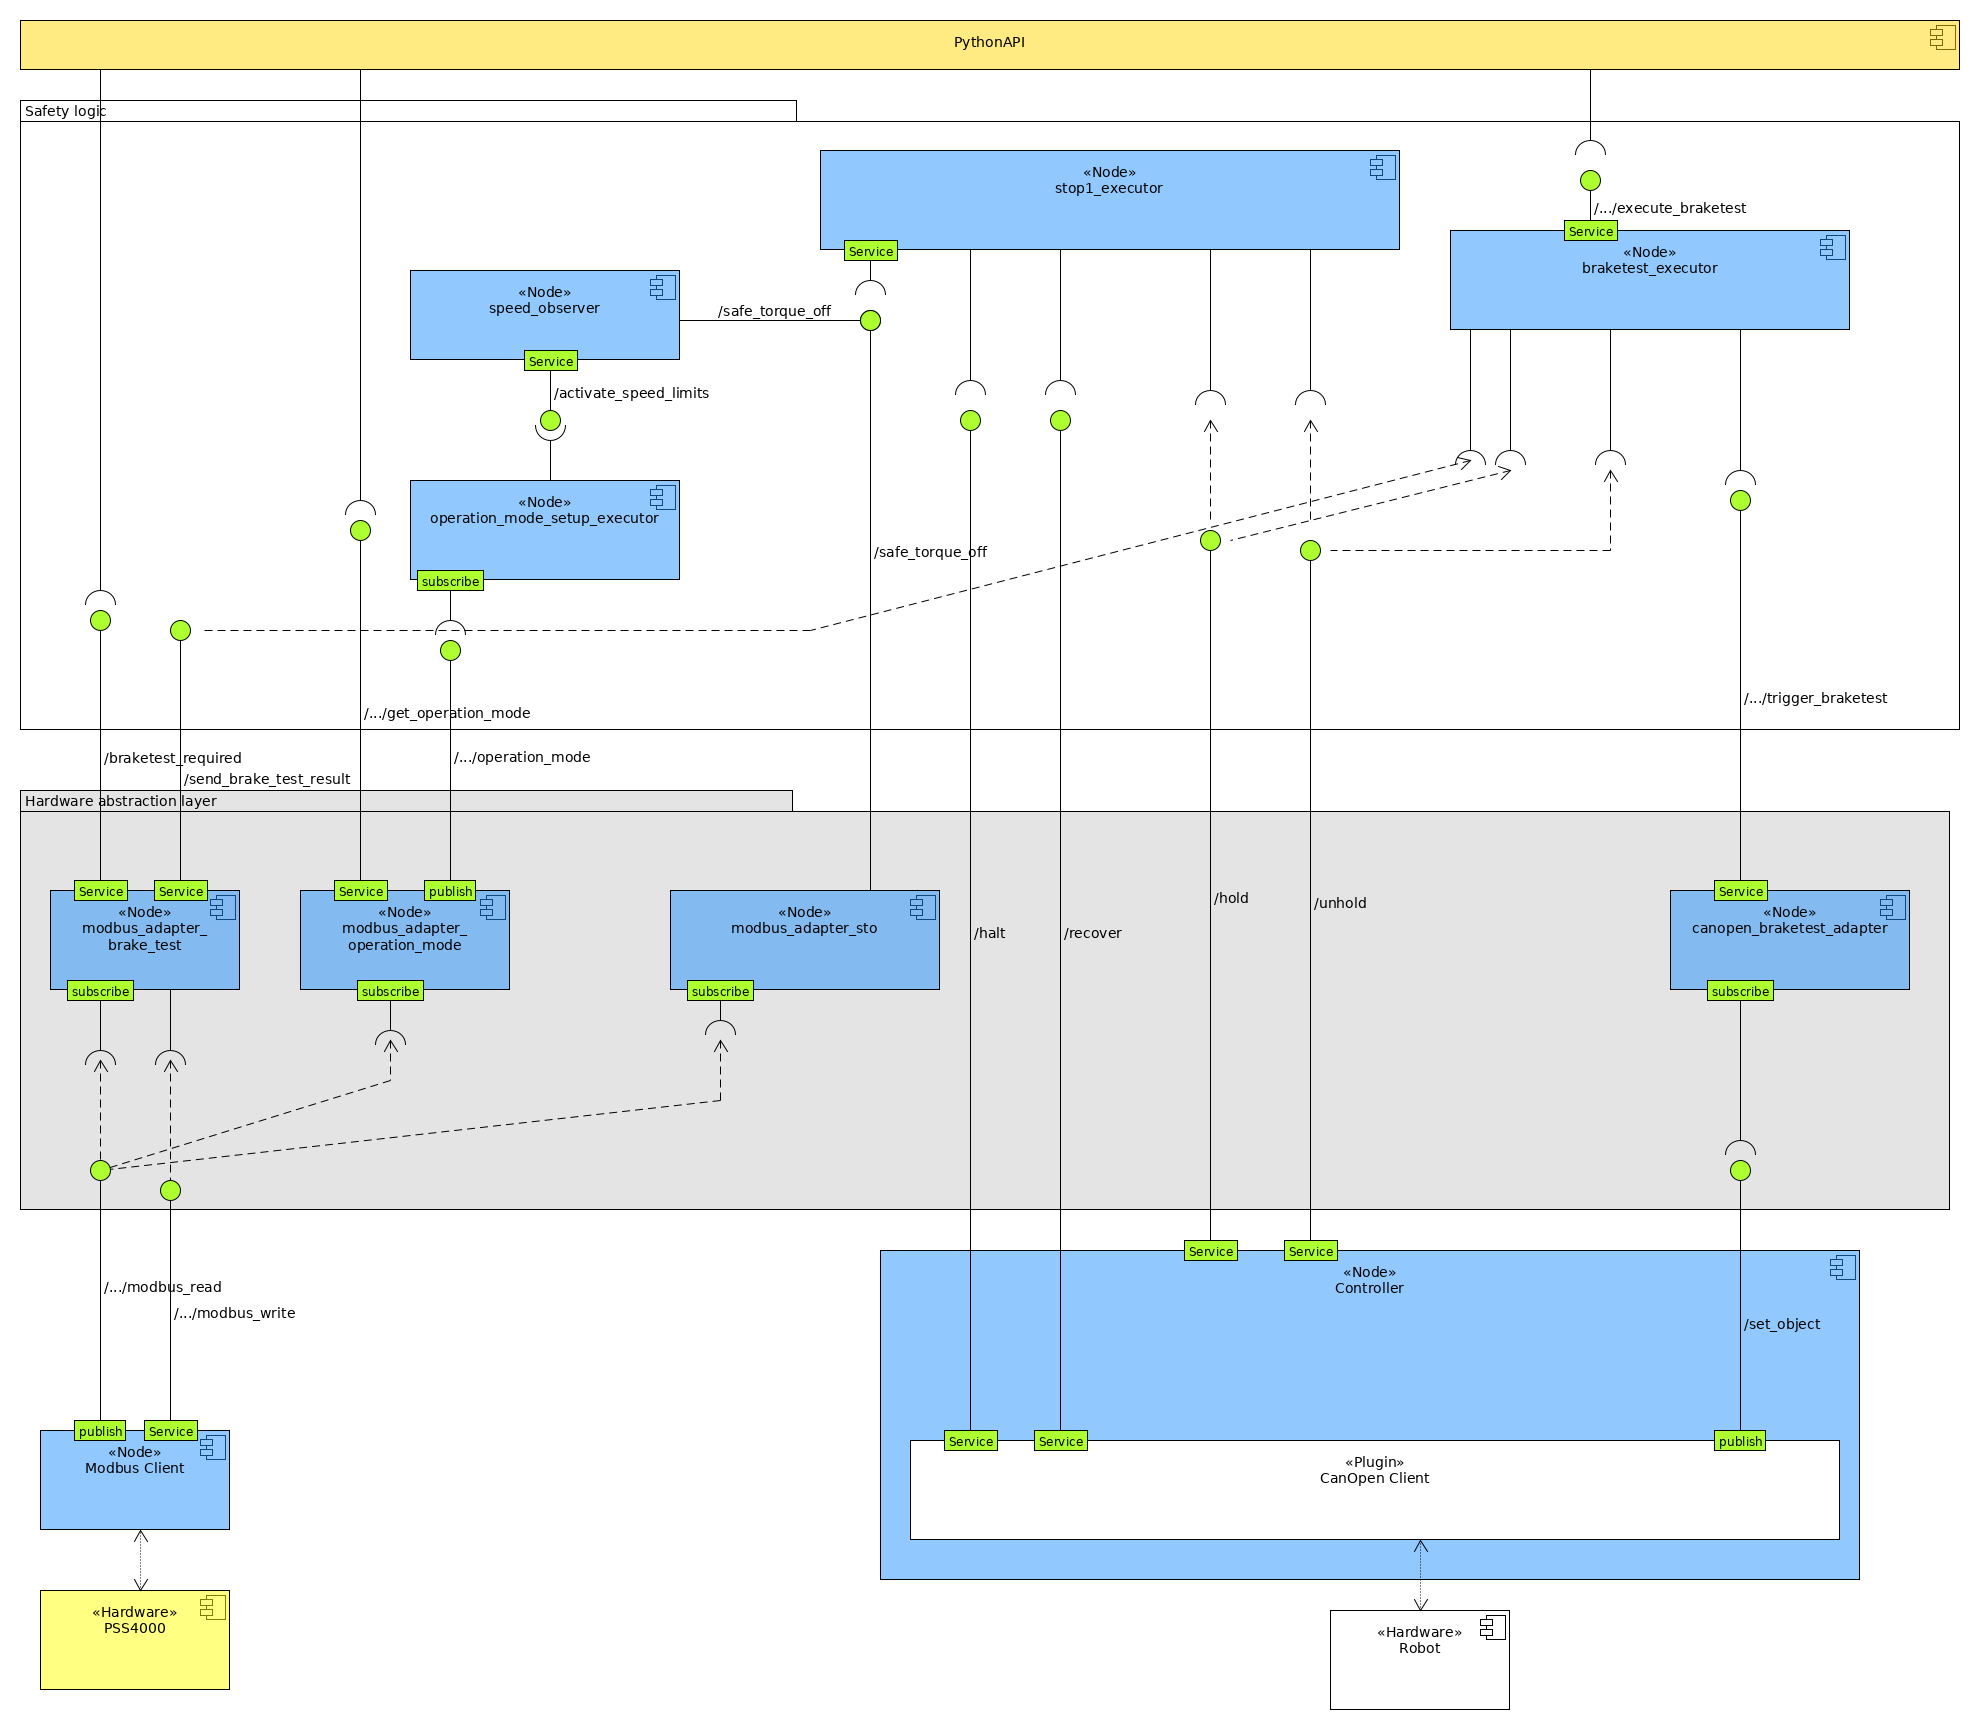 PythonAPI
Safety logic
«Node»
stop1_executor
Service
/.../execute_braketest
Service
«Node»
braketest_executor
«Node»
speed_observer
Service
/safe_torque_off
/activate_speed_limits
«Node»
operation_mode_setup_executor
subscribe
/safe_torque_off
/.../get_operation_mode
/.../trigger_braketest
/braketest_required
/.../operation_mode
/send_brake_test_result
Hardware abstraction layer
Service
Service
«Node»
modbus_adapter_
brake_test
subscribe
Service
publish
«Node»
modbus_adapter_
operation_mode
subscribe
«Node»
modbus_adapter_sto
subscribe
/halt
/recover
/hold
/unhold
Service
«Node»
canopen_braketest_adapter
subscribe
Service
Service
«Node»
Controller
/.../modbus_read
/.../modbus_write
/set_object
publish
Service
«Node»
Modbus Client
Service
Service
publish
«Plugin»
CanOpen Client
«Hardware»
PSS4000
«Hardware»
Robot